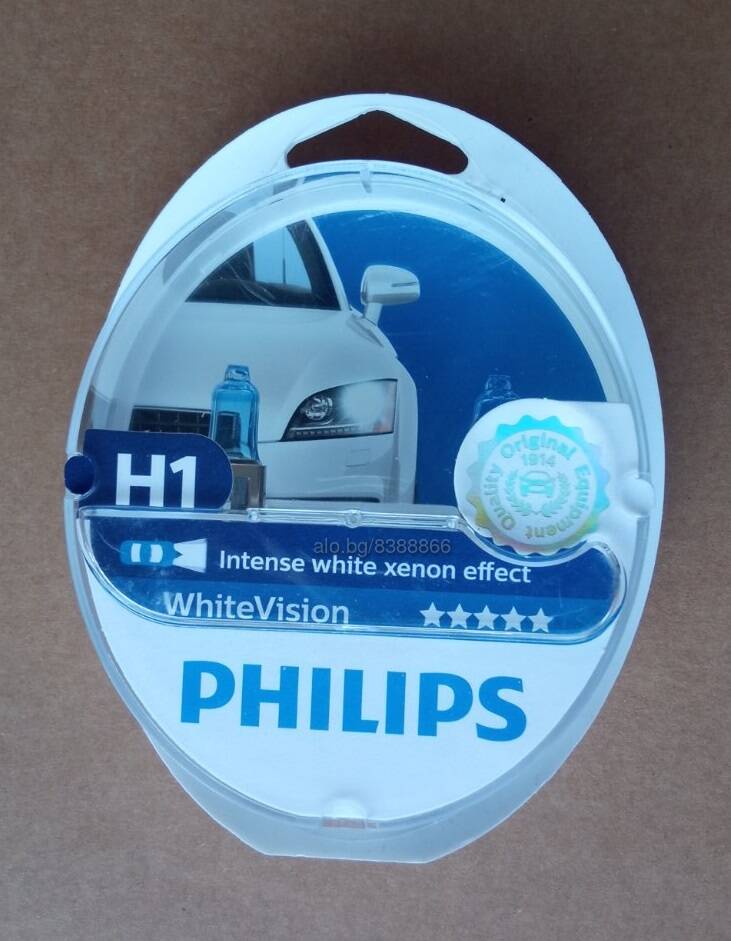 H1
Original Equipment Quality
1914
alo.bg/8388866
Intense white xenon effect
WhiteVision
PHILIPS